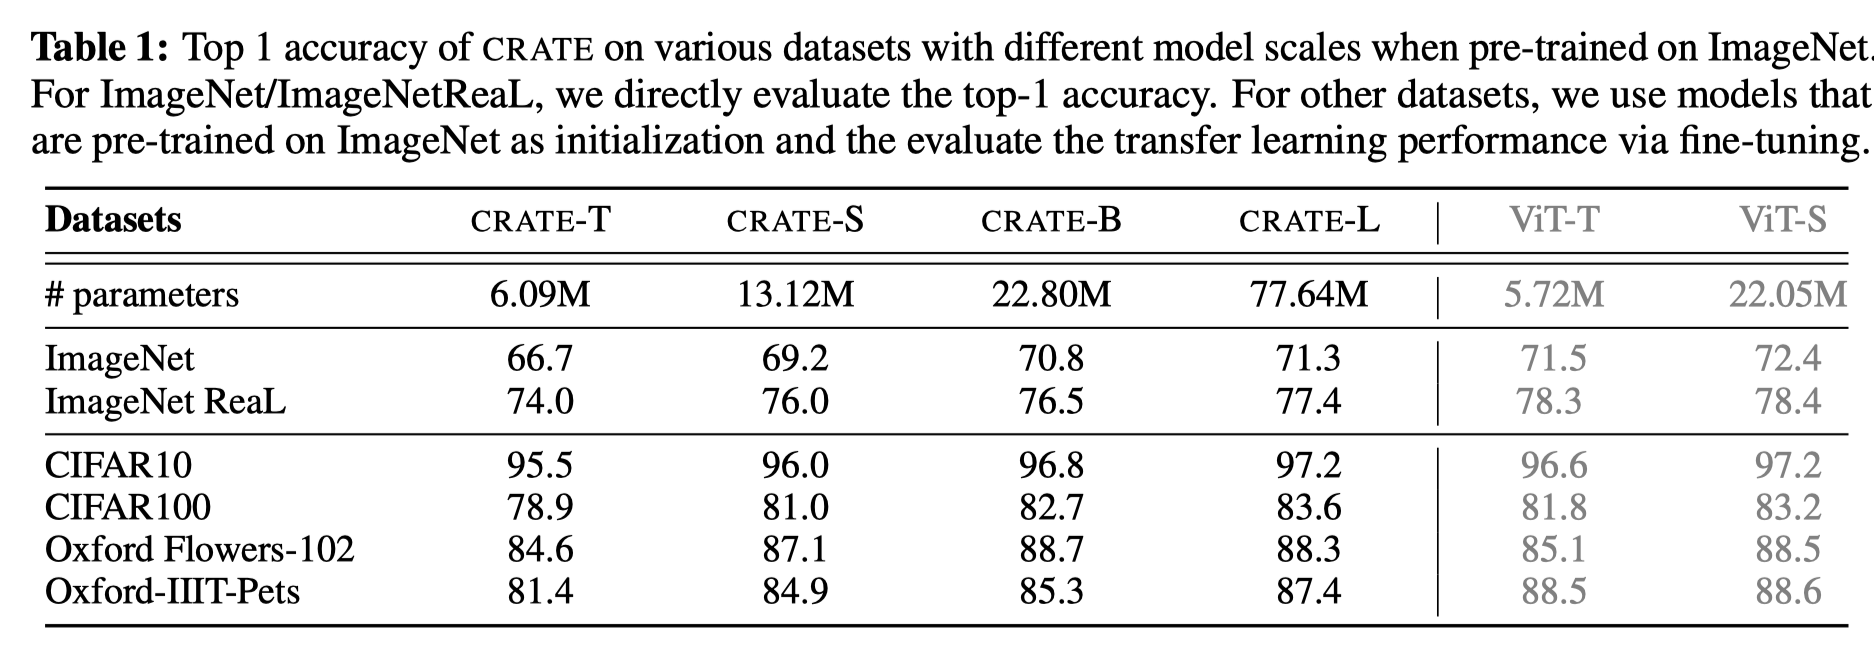 Table 1: Top 1 accuracy of CRATE on various datasets with different model scales when pre-trained on ImageNet.
For ImageNet/ImageNetReaL, we directly evaluate the top-1 accuracy. For other datasets, we use models that
are pre-trained on ImageNet as initialization and the evaluate the transfer learning performance via fine-tuning.
Datasets CRATE-T CRATE-S CRATE-B CRATE-L ViT-T ViT-S
# parameters 6.09M 13.12M 22.80M 77.64M 5.72M 22.05M
ImageNet 66.7 69.2 70.8 71.3 71.5 72.4
ImageNet ReaL 74.0 76.0 76.5 77.4 78.3 78.4
CIFAR10 95.5 96.0 96.8 97.2 96.6 97.2
CIFAR100 78.9 81.0 82.7 83.6 81.8 83.2
Oxford Flowers-102 84.6 87.1 88.7 88.3 85.1 88.5
Oxford-IIIT-Pets 81.4 84.9 85.3 87.4 88.5 88.6